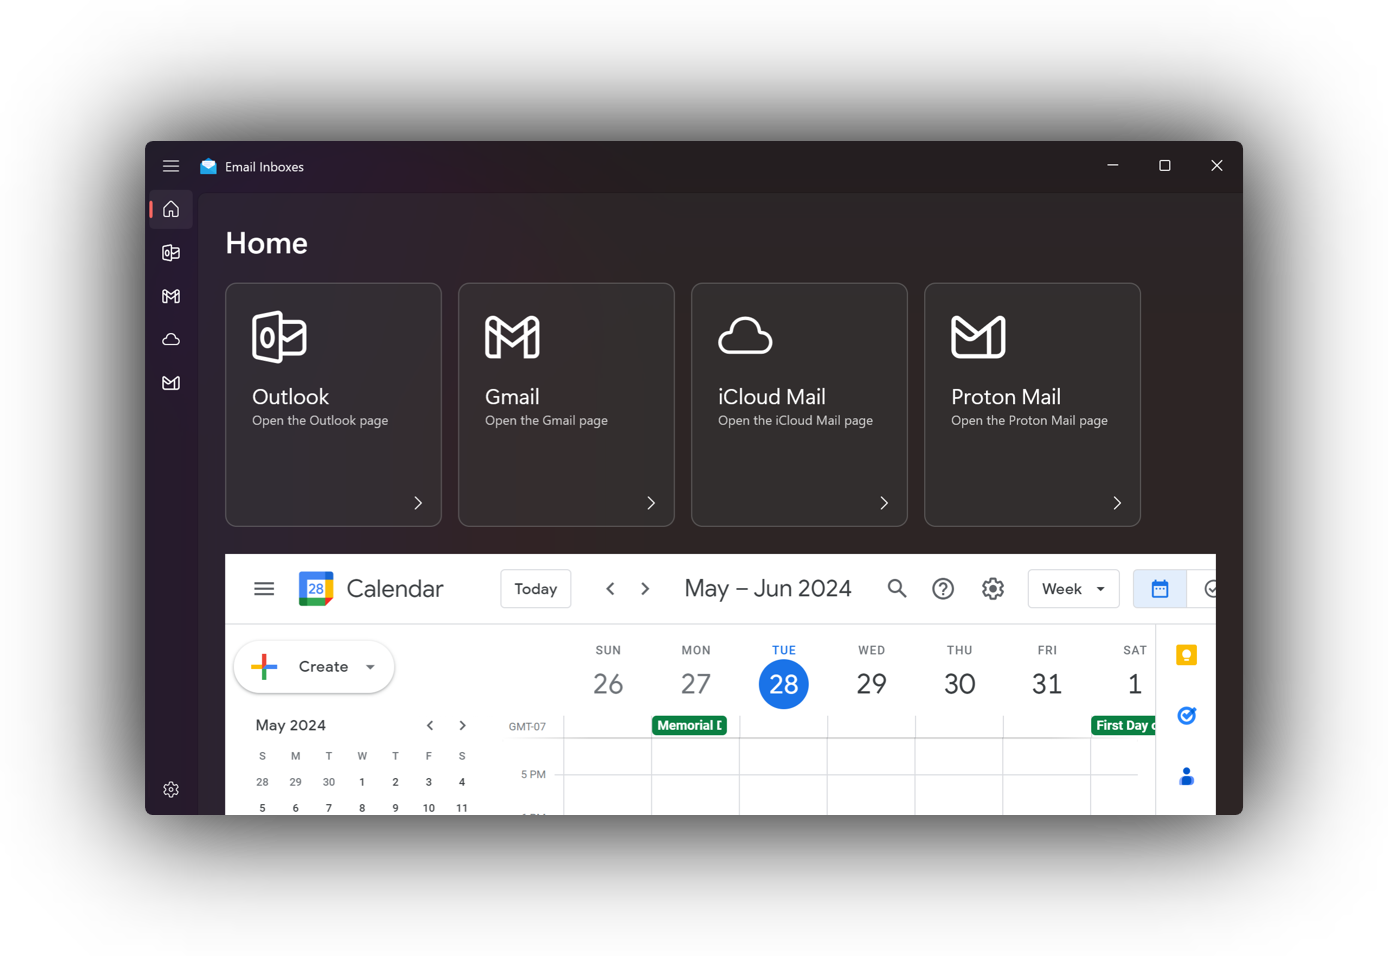 Email Inboxes
Home
Outlook
Open the Outlook page
Gmail
Open the Gmail page
iCloud Mail
Open the iCloud Mail page
Proton Mail
Open the Proton Mail page
28 Calendar Today May – Jun 2024 Week
Create
SUN MON TUE WED THU FRI SAT
26 27 28 29 30 31 1
May 2024
GMT-07 Memorial First Day
S M T W T F S
28 29 30 1 2 3 4
5 PM
5 6 7 8 9 10 11